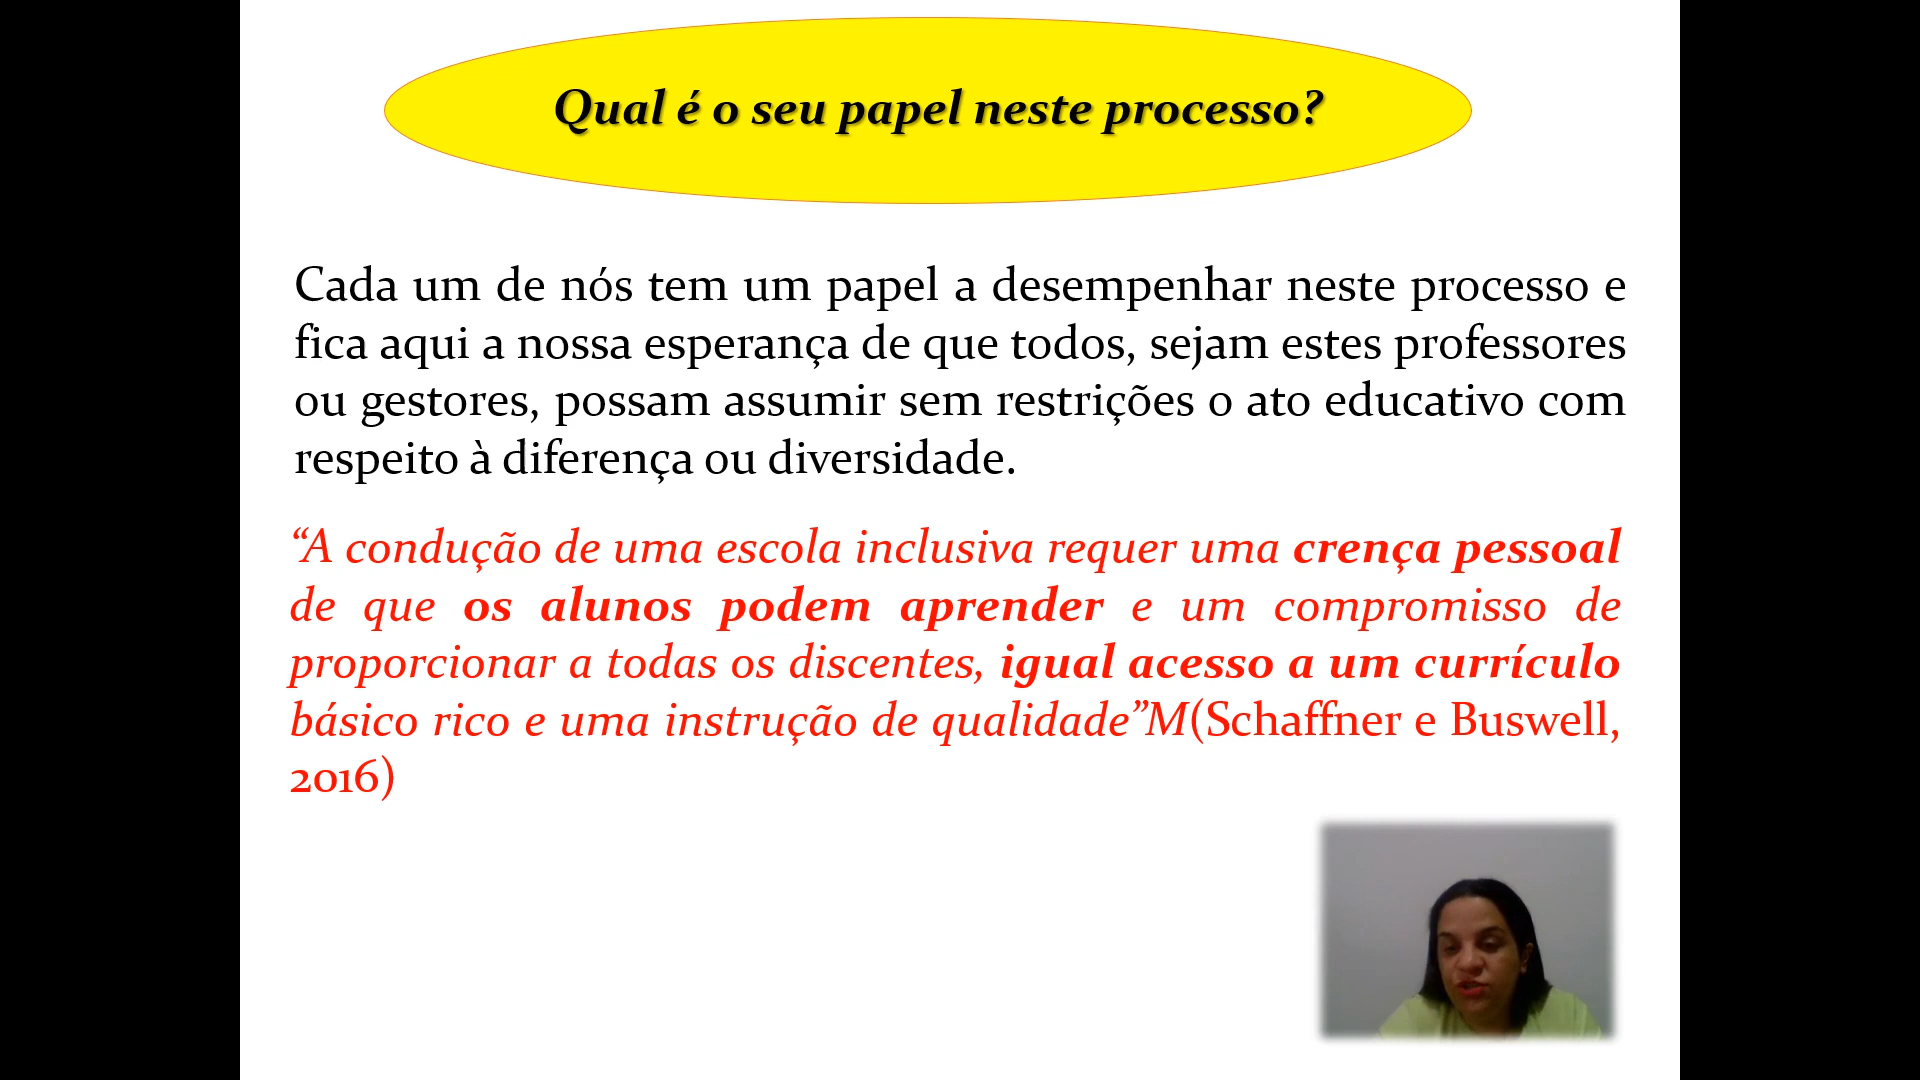 Qual é o seu papel neste processo?
Cada um de nós tem um papel a desempenhar neste processo e
fica aqui a nossa esperança de que todos, sejam estes professores
ou gestores, possam assumir sem restrições o ato educativo com
respeito à diferença ou diversidade.
“A condução de uma escola inclusiva requer uma crença pessoal
de que os alunos podem aprender e um compromisso de
proporcionar a todas os discentes, igual acesso a um currículo
básico rico e uma instrução de qualidade”M(Schaffner e Buswell,
2016)